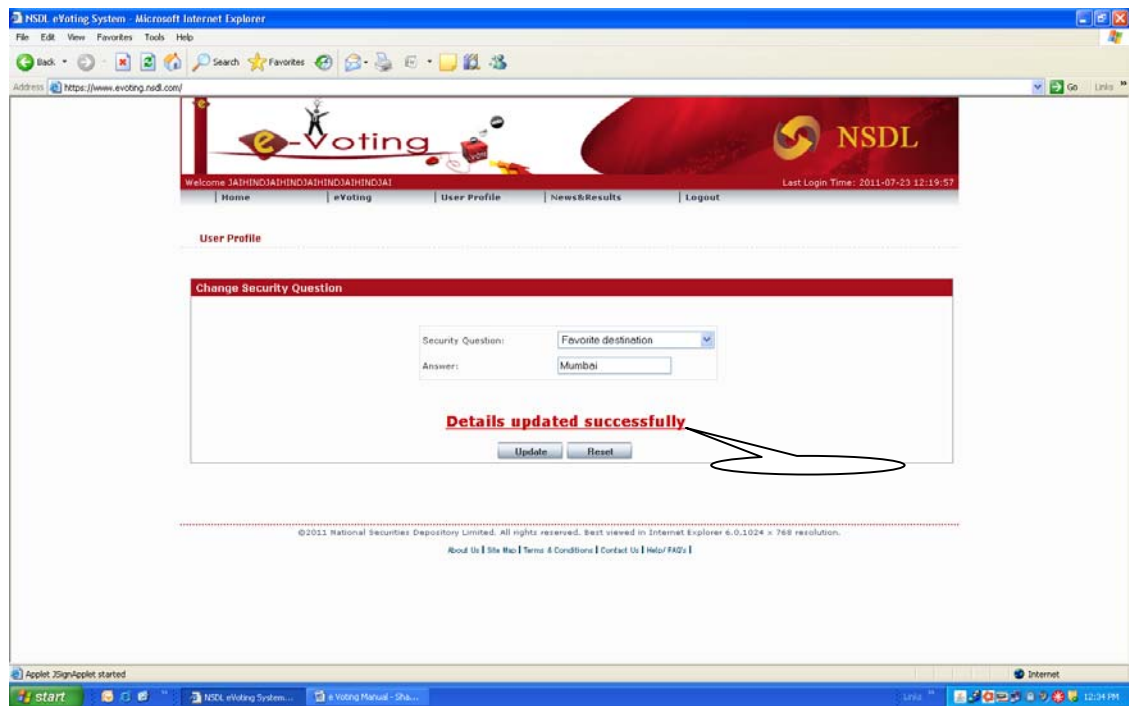 NSDL eVoting System - Microsoft Internet Explorer
File Edit View Favorites Tools Help
Back Search Favorites
Address https://www.evoting.nsdl.com/ Go Links »
e-Voting VOTE NSDL
Welcome JAIHINDJAIHINDJAIHINDJAIHINDJAI Last Login Time: 2011-07-23 12:19:57
Home | eVoting | User Profile | News&Results | Logout
User Profile
Change Security Question
Security Question: Favorite destination
Answer: Mumbai
Details updated successfully
Update Reset
©2011 National Securities Depository Limited. All rights reserved. Best viewed in Internet Explorer 6.0.1024 x 768 resolution.
About Us | Site Map | Terms & Conditions | Contact Us | Help/ FAQ's |
Applet JSignApplet started Internet
start » NSDL eVoting System... e Voting Manual - Sha... Links » 12:34 PM